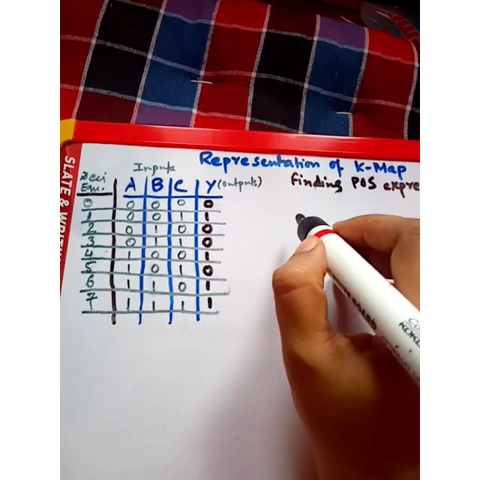 Representation of K-Map
finding POS expre
Inputs
Deci
Em. A B C Y (outputs)
0 0 0 0 0
1 0 0 1 1
2 0 1 0 0
3 0 1 1 0
4 1 0 0 1
5 1 0 1 0
6 1 1 0 1
7 1 1 1 1
SLATE & WRITI